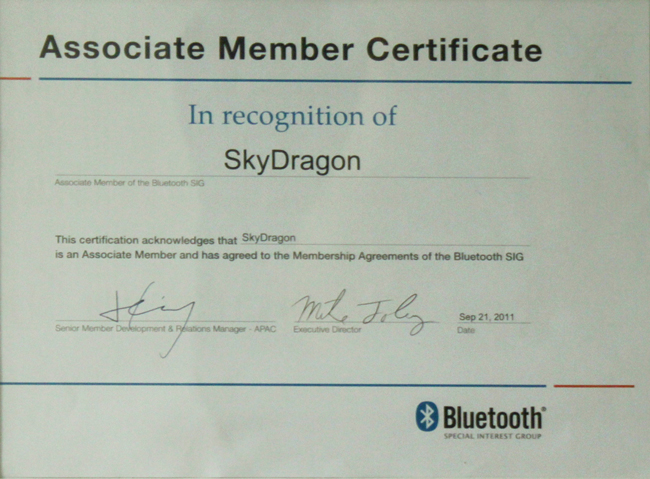 Associate Member Certificate
In recognition of
SkyDragon
Associate Member of the Bluetooth SIG
This certification acknowledges that SkyDragon
is an Associate Member and has agreed to the Membership Agreements of the Bluetooth SIG
Mike Foley Sep 21, 2011
Senior Member Development & Relations Manager - APAC Executive Director Date
Bluetooth®
SPECIAL INTEREST GROUP